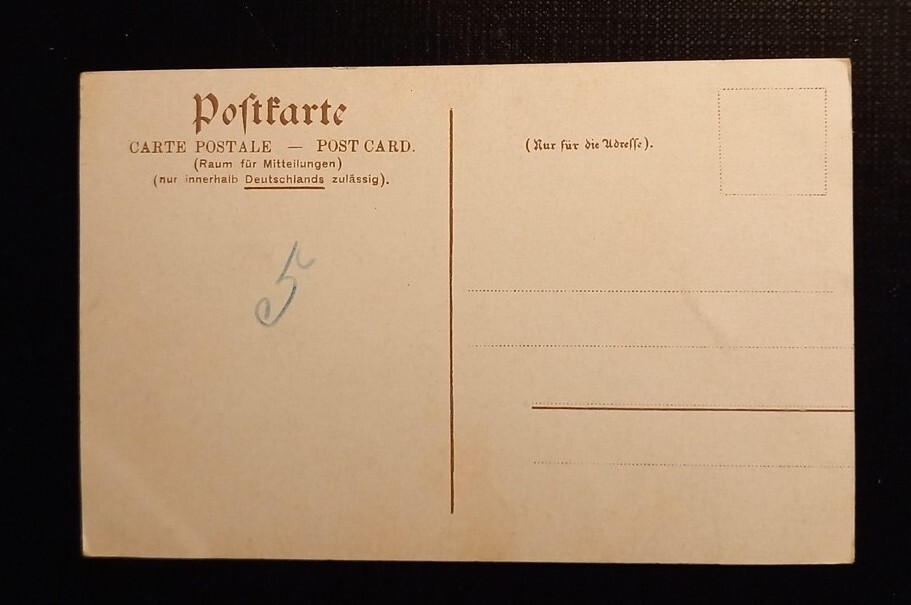 Postkarte
CARTE POSTALE — POST CARD.
(Raum für Mitteilungen)
(nur innerhalb Deutschlands zulässig).
(Nur für die Adresse).
5